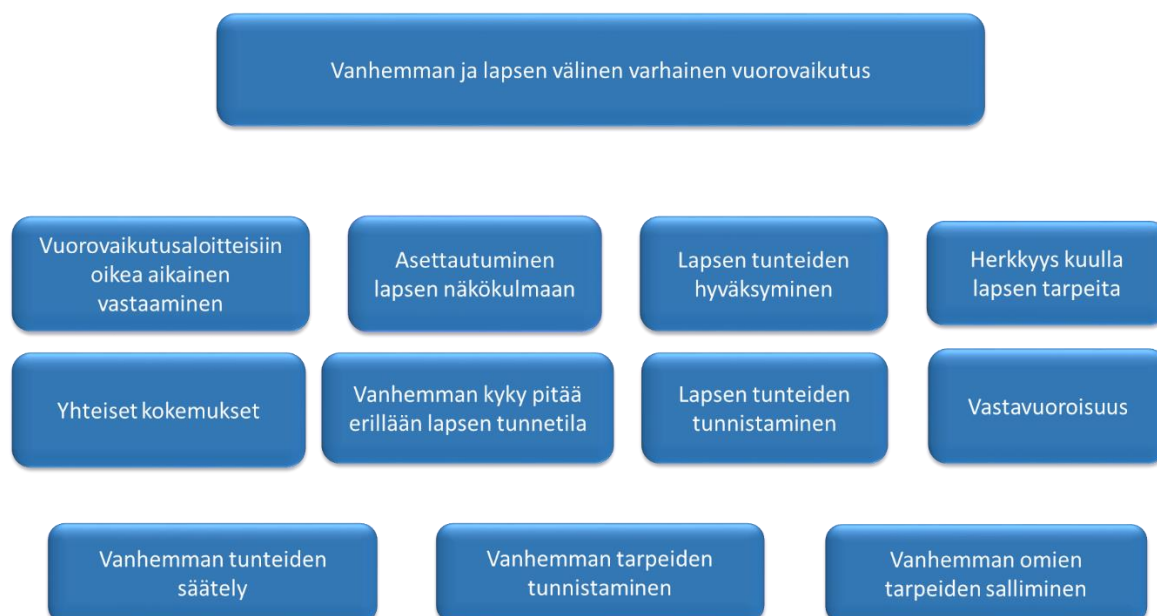 Vanhemman ja lapsen välinen varhainen vuorovaikutus
Vuorovaikutusaloitteisiin
oikea aikainen
vastaaminen
Asettautuminen
lapsen näkökulmaan
Lapsen tunteiden
hyväksyminen
Herkkyys kuulla
lapsen tarpeita
Yhteiset kokemukset
Vanhemman kyky pitää
erillään lapsen tunnetila
Lapsen tunteiden
tunnistaminen
Vastavuoroisuus
Vanhemman tunteiden
säätely
Vanhemman tarpeiden
tunnistaminen
Vanhemman omien
tarpeiden salliminen